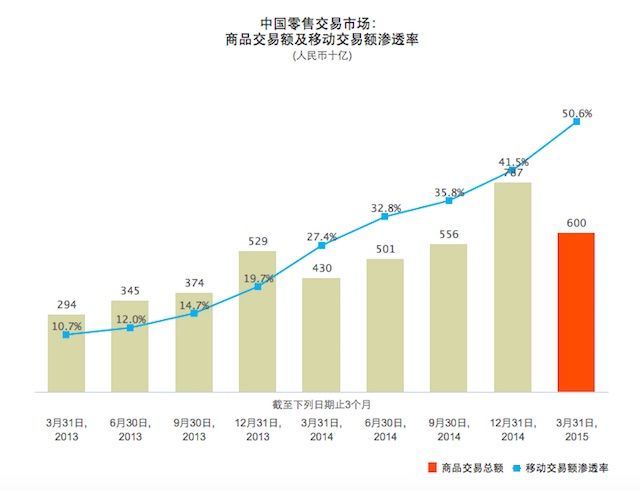 中国零售交易市场：
商品交易额及移动交易额渗透率
(人民币十亿)
50.6%
41.5%
787
35.8%
32.8%
600
27.4%
556
529
501
430
19.7%
374
345
294
14.7%
12.0%
10.7%
截至下列日期止3个月
3月31日, 6月30日, 9月30日, 12月31日, 3月31日, 6月30日, 9月30日, 12月31日, 3月31日,
2013 2013 2013 2013 2014 2014 2014 2014 2015
商品交易总额 移动交易额渗透率